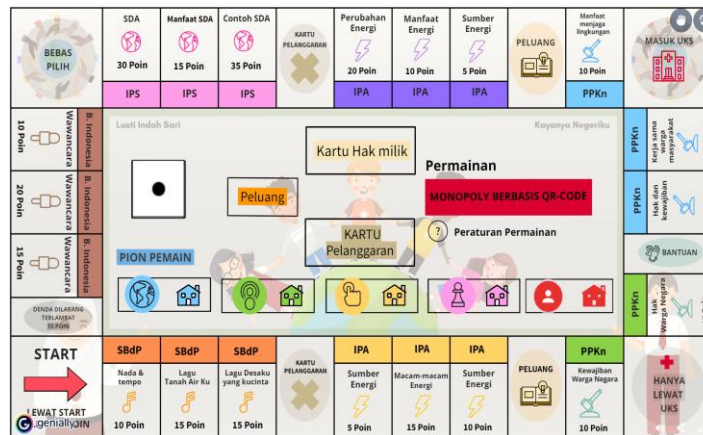 BEBAS
PILIH
SDA
30 Poin
IPS
Manfaat SDA
15 Poin
IPS
Contoh SDA
35 Poin
IPS
KARTU
PELANGGARAN
Perubahan
Energi
20 Poin
IPA
Manfaat
Energi
10 Poin
IPA
Sumber
Energi
5 Poin
IPA
PELUANG
Manfaat
menjaga
lingkungan
10 Poin
PPKn
MASUK UKS
10 Poin
Wawancara
B. Indonesia
20 Poin
Wawancara
B. Indonesia
15 Poin
Wawancara
B. Indonesia
DENDA DILARANG
TERLAMBAT
10 POIN
Lusti Indah Sari
Kayanya Negeriku
Kartu Hak milik
Peluang
Permainan
MONOPOLY BERBASIS QR-CODE
KARTU
Pelanggaran
? Peraturan Permainan
PION PEMAIN
PPKn
Kerja sama
warga
masyarakat
PPKn
Hak dan
kewajiban
BANTUAN
PPKn
Hak
Warga Negara
START
LEWAT START
genially
SBdP
Nada &
tempo
10 Poin
SBdP
Lagu
Tanah Air Ku
15 Poin
SBdP
Lagu Desaku
yang kucinta
15 Poin
KARTU
PELANGGARAN
IPA
Sumber
Energi
5 Poin
IPA
Macam-macam
Energi
15 Poin
IPA
Sumber
Energi
10 Poin
PELUANG
PPKn
Kewajiban
Warga Negara
10 Poin
HANYA
LEWAT
UKS